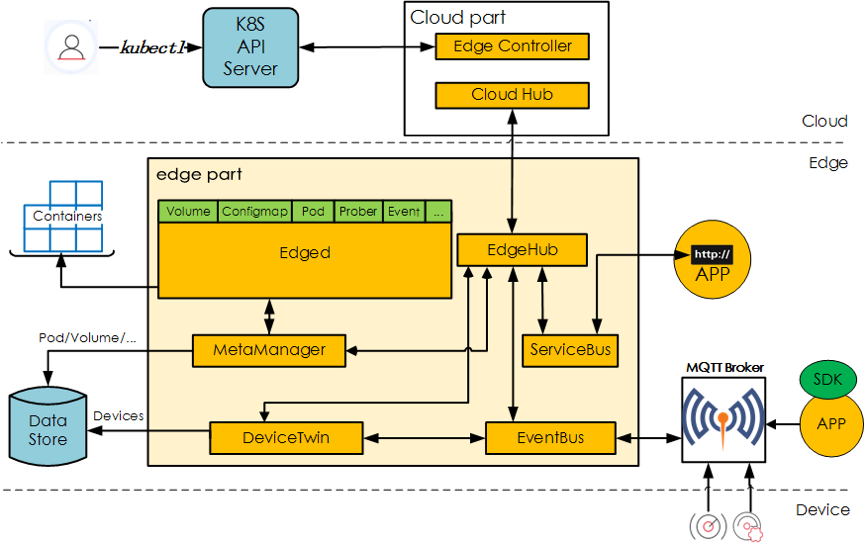 Cloud part
K8S
API
Server
kubectl
Edge Controller
Cloud Hub
Cloud
Edge
edge part
Volume
Configmap
Pod
Prober
Event
...
Containers
Edged
EdgeHub
http://
APP
Pod/Volume/...
MetaManager
ServiceBus
MQTT Broker
SDK
APP
Data
Store
Devices
DeviceTwin
EventBus
Device